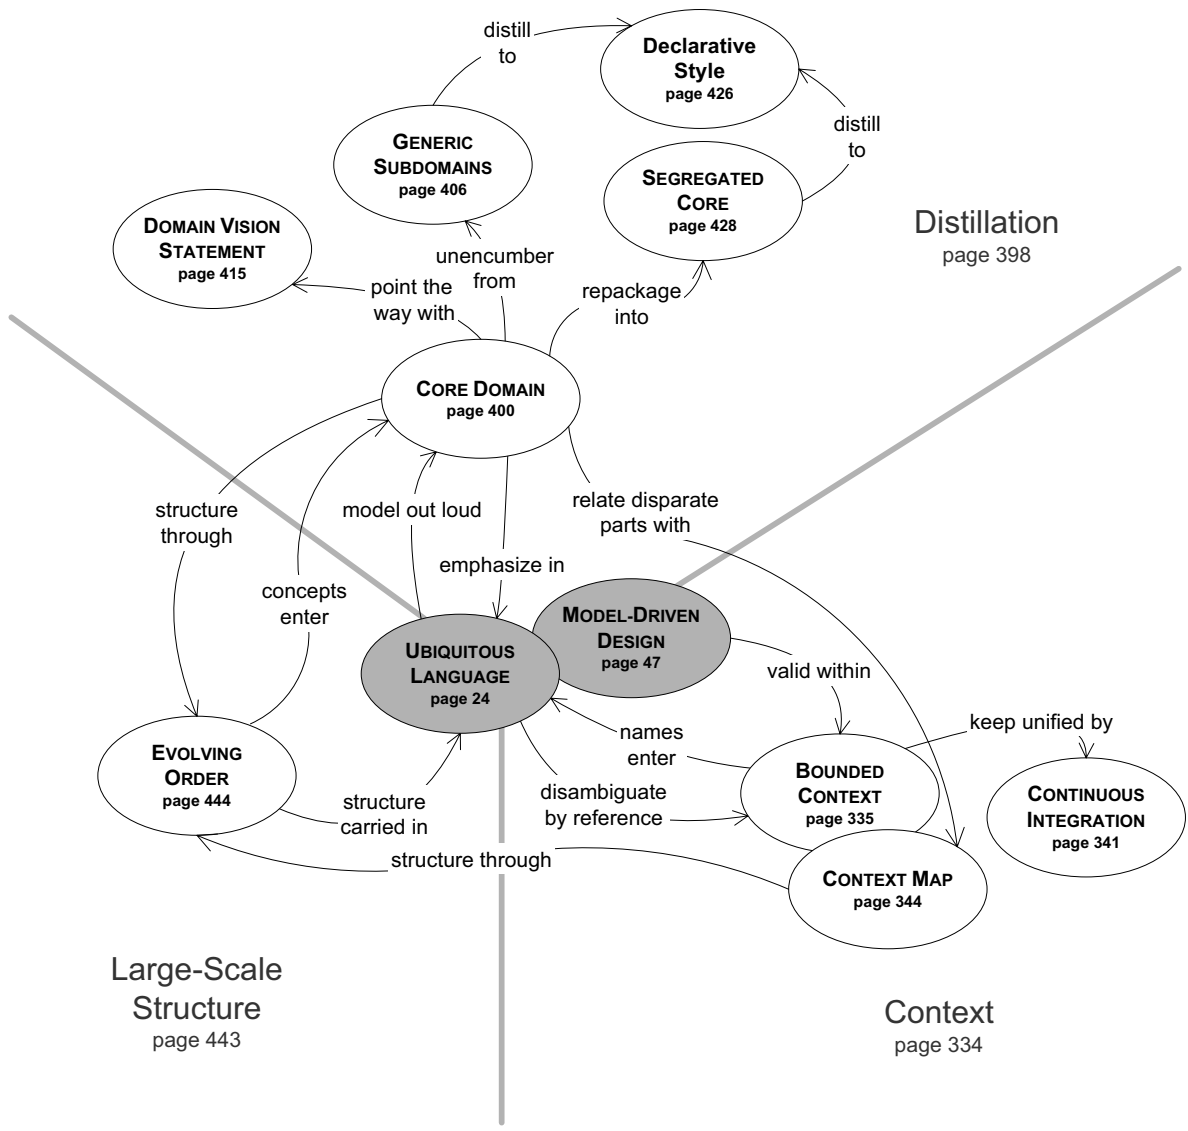 distill
to
Declarative
Style
page 426
distill
to
GENERIC
SUBDOMAINS
page 406
SEGREGATED
CORE
page 428
DOMAIN VISION
STATEMENT
page 415
Distillation
page 398
unencumber
from
point the
way with
repackage
into
CORE DOMAIN
page 400
structure
through
model out loud
relate disparate
parts with
emphasize in
concepts
enter
MODEL-DRIVEN
DESIGN
page 47
UBIQUITOUS
LANGUAGE
page 24
valid within
names
enter
keep unified by
EVOLVING
ORDER
page 444
BOUNDED
CONTEXT
page 335
CONTINUOUS
INTEGRATION
page 341
structure
carried in
disambiguate
by reference
structure through
CONTEXT MAP
page 344
Large-Scale
Structure
page 443
Context
page 334